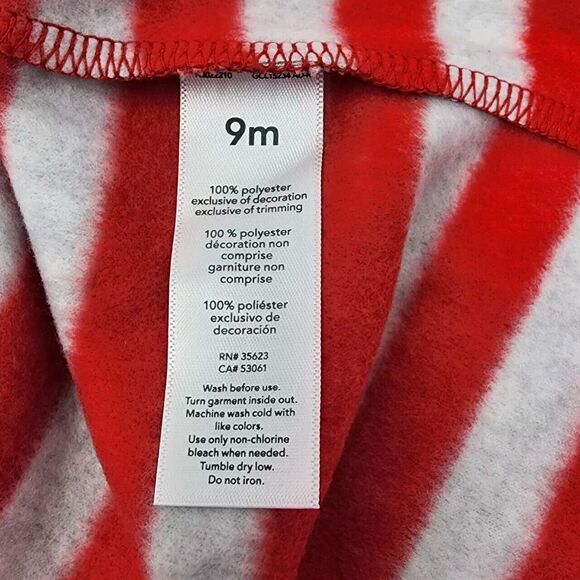 9m
100% polyester
exclusive of decoration
exclusive of trimming
100 % polyester
décoration non
comprise
garniture non
comprise
100% poliéster
exclusivo de
decoración
RN# 35623
CA# 53061
Wash before use.
Turn garment inside out.
Machine wash cold with
like colors.
Use only non-chlorine
bleach when needed.
Tumble dry low.
Do not iron.